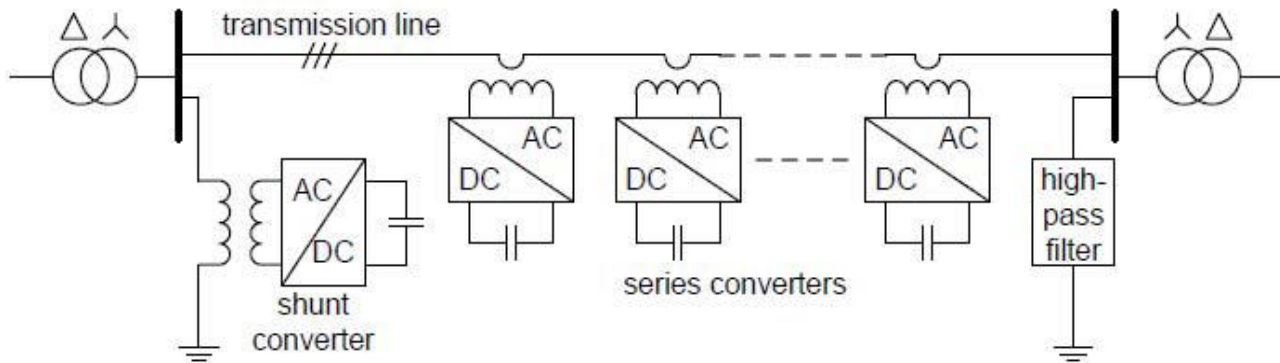 transmission line
AC
DC
AC
DC
AC
DC
AC
DC
high-
pass
filter
series converters
shunt
converter